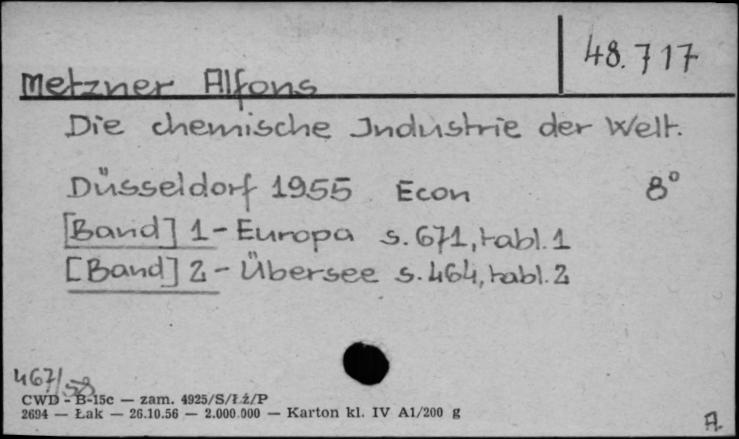 48.717
Metzner Alfons
Die chemische Industrie der Welt.
Düsseldorf 1955 Econ 8°
[Band] 1 - Europa s. 671, tabl. 1
[Band] 2 - Übersee s. 464, tabl. 2
467/58
CWD - B-15c — zam. 4925/S/Łź/P
2694 — Łak — 26.10.56 — 2.000.000 — Karton kl. IV A1/200 g
A.